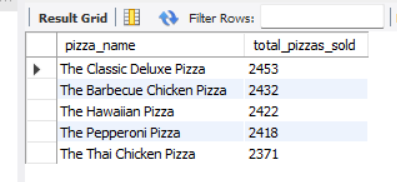 Result Grid Filter Rows:
pizza_name total_pizzas_sold
The Classic Deluxe Pizza 2453
The Barbecue Chicken Pizza 2432
The Hawaiian Pizza 2422
The Pepperoni Pizza 2418
The Thai Chicken Pizza 2371